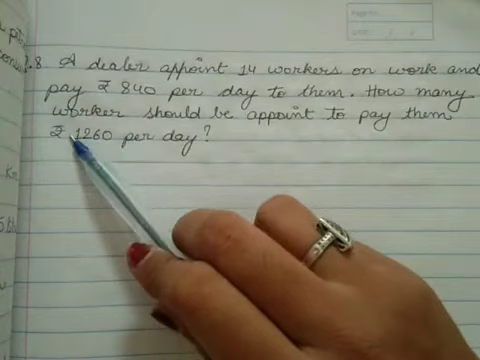 .8 A dealer appoint 14 workers on work and
pay ₹ 840 per day to them. How many
worker should be appoint to pay them
₹ 1260 per day?